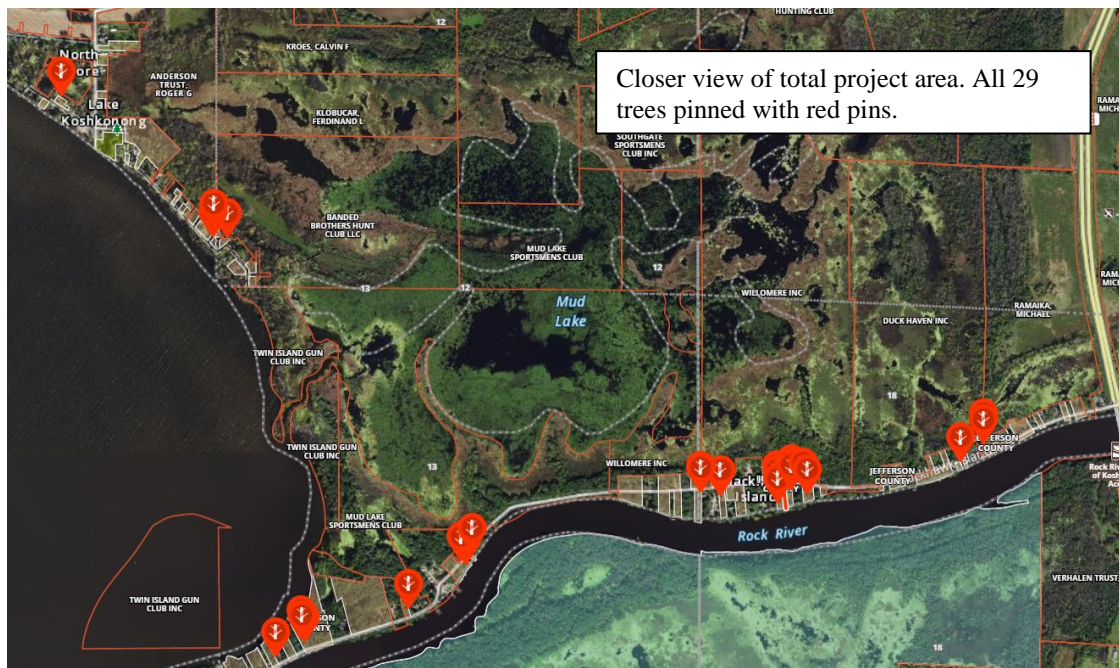 HUNTING CLUB
12
KROES, CALVIN F
North
ore
Lake
Koshkonong
ANDERSON
TRUST,
ROGER G
Closer view of total project area. All 29
trees pinned with red pins.
KLOBUCAR,
FERDINAND L
SOUTHGATE
SPORTSMENS
CLUB INC
BANDED
BROTHERS HUNT
CLUB LLC
MUD LAKE
SPORTSMENS CLUB
12
13
12
WILLOMERE INC
Mud
Lake
DUCK HAVEN INC
RAMAIKA,
MICHAEL
TWIN ISLAND GUN
CLUB INC
18
TWIN ISLAND GUN
CLUB INC
13
WILLOMERE INC
JEFFERSON
COUNTY
COUNTY
Island
MUD LAKE
SPORTSMENS CLUB
Rock River
TWIN ISLAND GUN
CLUB INC
VERHALEN TRUST
18